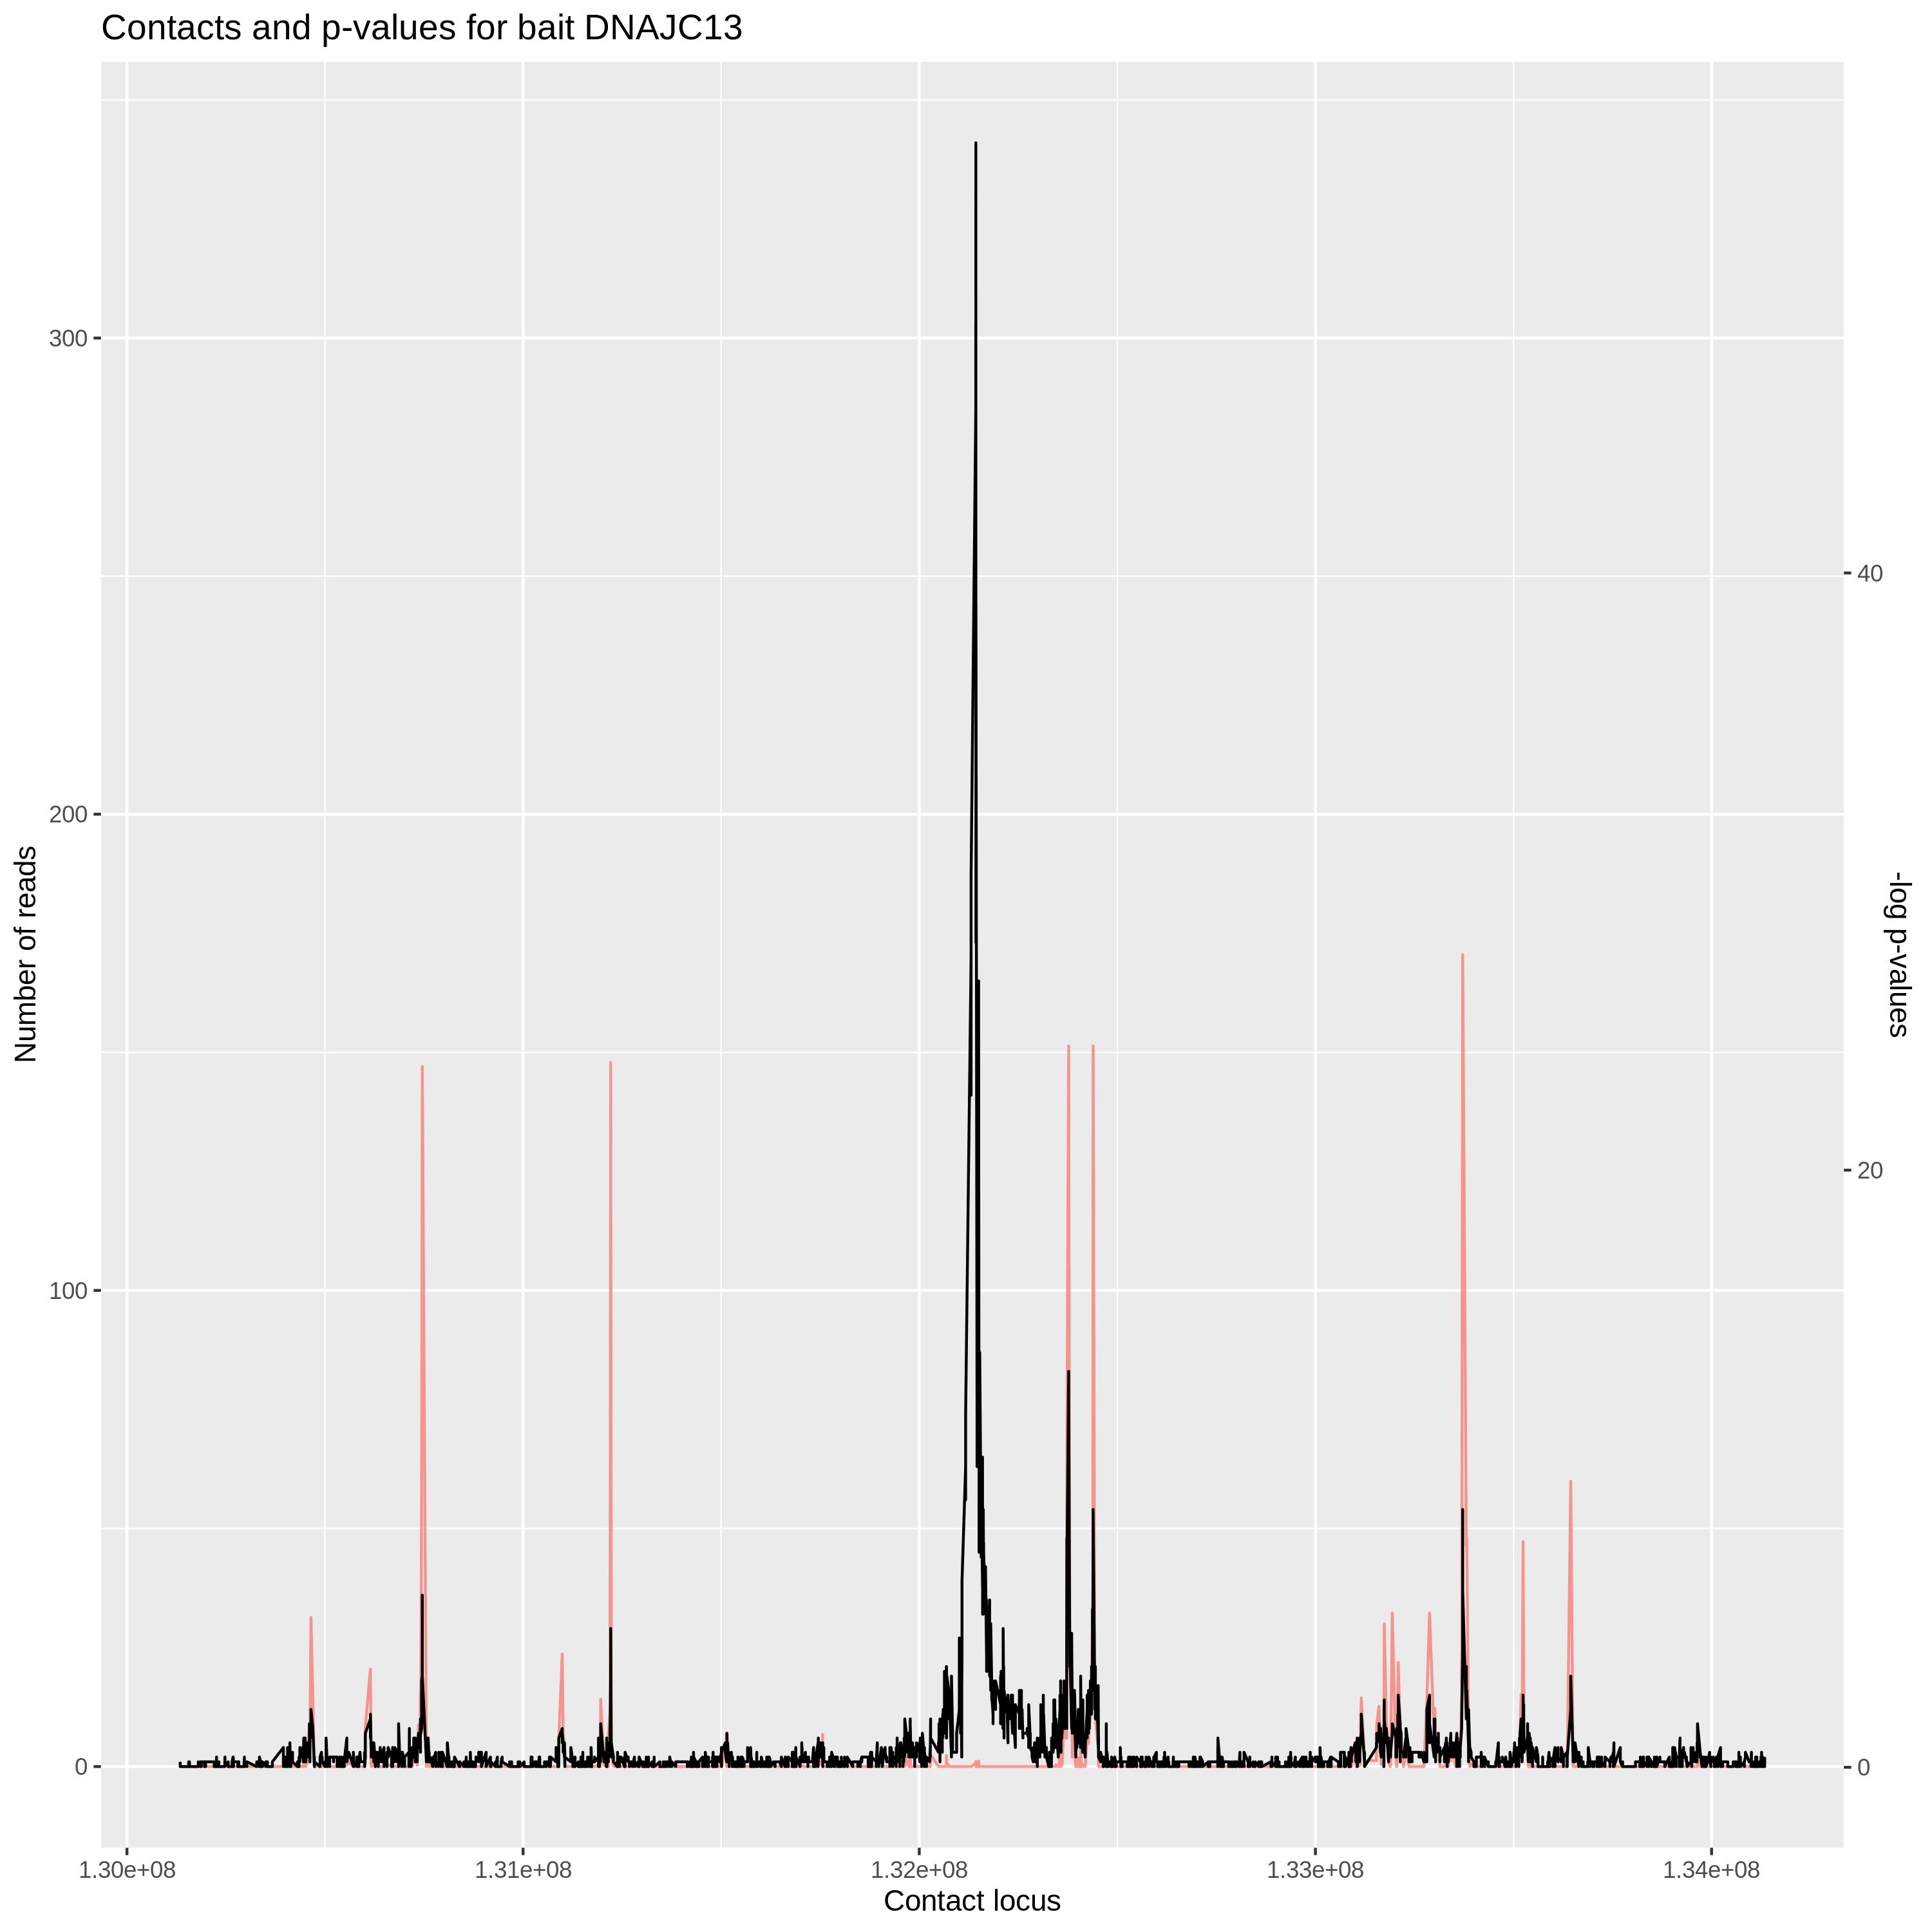 Contacts and p-values for bait DNAJC13
Number of reads
300
200
100
0
-log p-values
40
20
0
1.30e+08 1.31e+08 1.32e+08 1.33e+08 1.34e+08
Contact locus